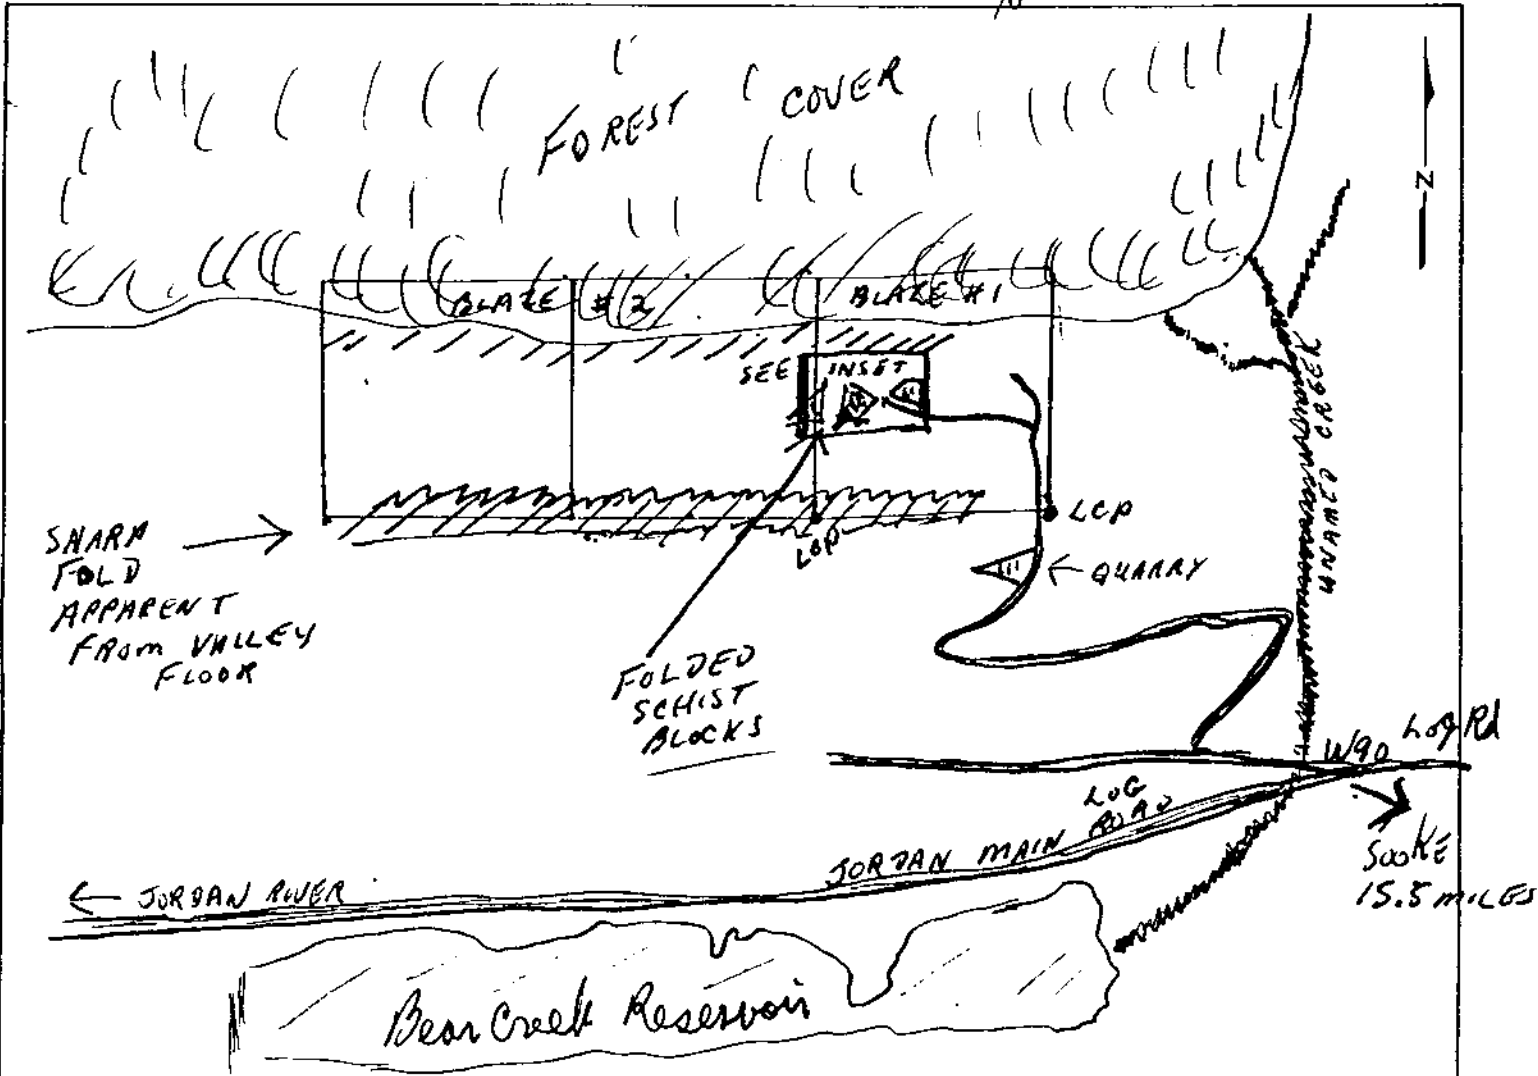 FOREST COVER
N
BLAZE #2
BLAZE #1
SEE INSET
LCP
LCP
← QUARRY
UNAMED CREEK
SHARP
FOLD
APPARENT
FROM VALLEY
FLOOR
FOLDED
SCHIST
BLOCKS
W90 Log Rd
LOG
ROAD
JORDAN MAIN
SOOKE
15.5 MILES
← JORDAN RIVER
Bear Creek Reservoir